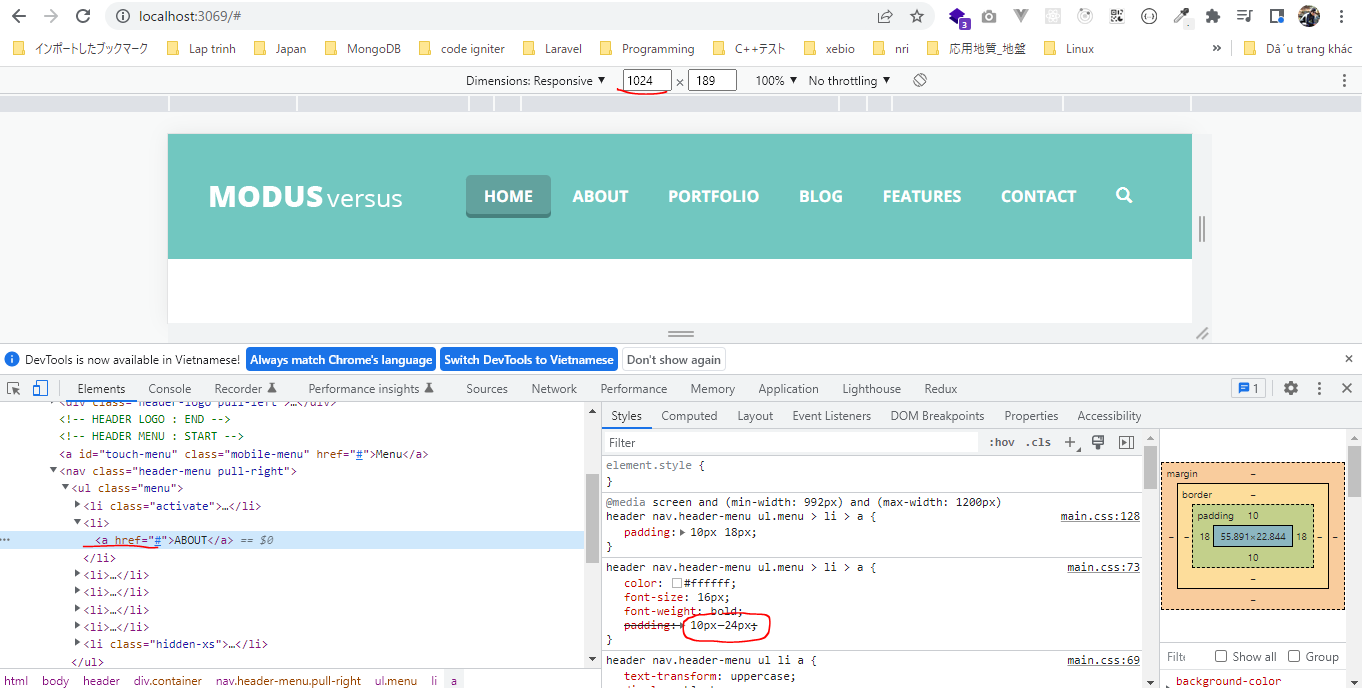 localhost:3069/#
3
インポートしたブックマーク Lap trinh Japan MongoDB code igniter Laravel Programming C++テスト xebio nri 応用地質_地盤 Linux » Dấu trang khác
Dimensions: Responsive ▼ 1024 × 189 100% ▼ No throttling ▼
MODUS versus HOME ABOUT PORTFOLIO BLOG FEATURES CONTACT
DevTools is now available in Vietnamese! Always match Chrome's language Switch DevTools to Vietnamese Don't show again
Elements Console Recorder Performance insights Sources Network Performance Memory Application Lighthouse Redux 1
<div class="header-logo pull-left">…</div>
<!-- HEADER LOGO : END -->
<!-- HEADER MENU : START -->
<a id="touch-menu" class="mobile-menu" href="#">Menu</a>
<nav class="header-menu pull-right">
<ul class="menu">
<li class="activate">…</li>
<li>
<a href="#">ABOUT</a> == $0
</li>
<li>…</li>
<li>…</li>
<li>…</li>
<li>…</li>
<li class="hidden-xs">…</li>
</ul>
html body header div.container nav.header-menu.pull-right ul.menu li a
Styles Computed Layout Event Listeners DOM Breakpoints Properties Accessibility
Filter :hov .cls +
element.style {
}
@media screen and (min-width: 992px) and (max-width: 1200px)
header nav.header-menu ul.menu > li > a { main.css:128
padding: 10px 18px;
}
header nav.header-menu ul.menu > li > a { main.css:73
color: #ffffff;
font-size: 16px;
font-weight: bold;
padding: 10px 24px;
}
header nav.header-menu ul li a { main.css:69
text-transform: uppercase;
margin –
border –
padding 10
– – 18 55.891×22.844 18 – –
10
–
–
Filte Show all Group
background-color